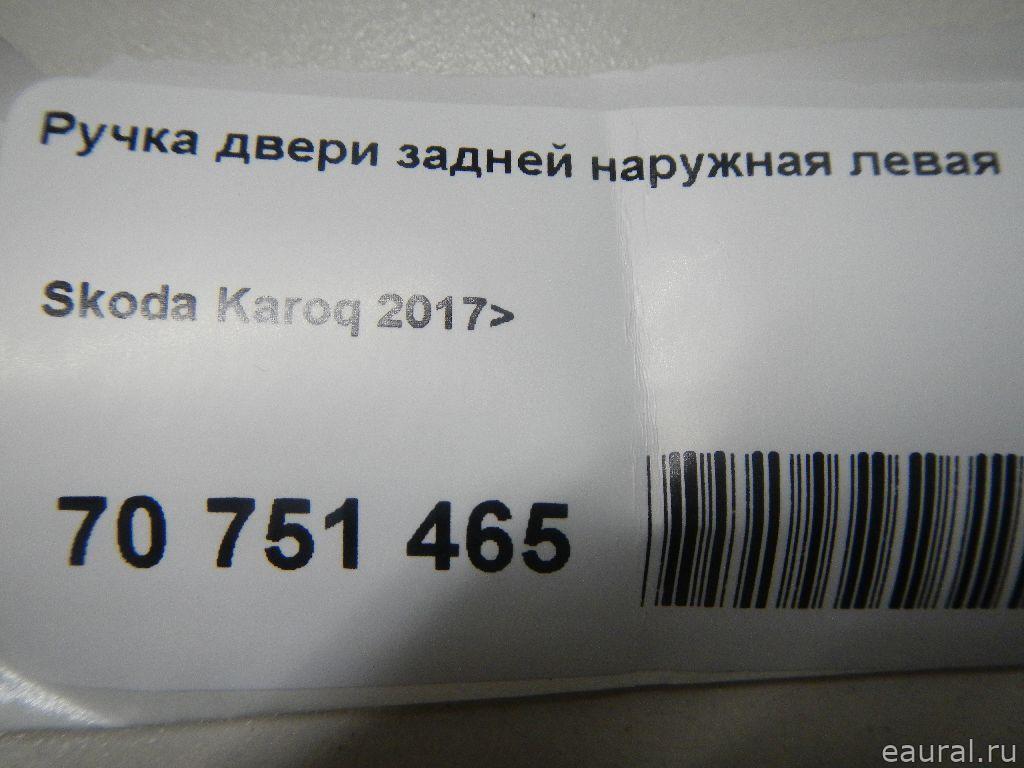 Ручка двери задней наружная левая
Skoda Karoq 2017>
70 751 465
eaural.ru